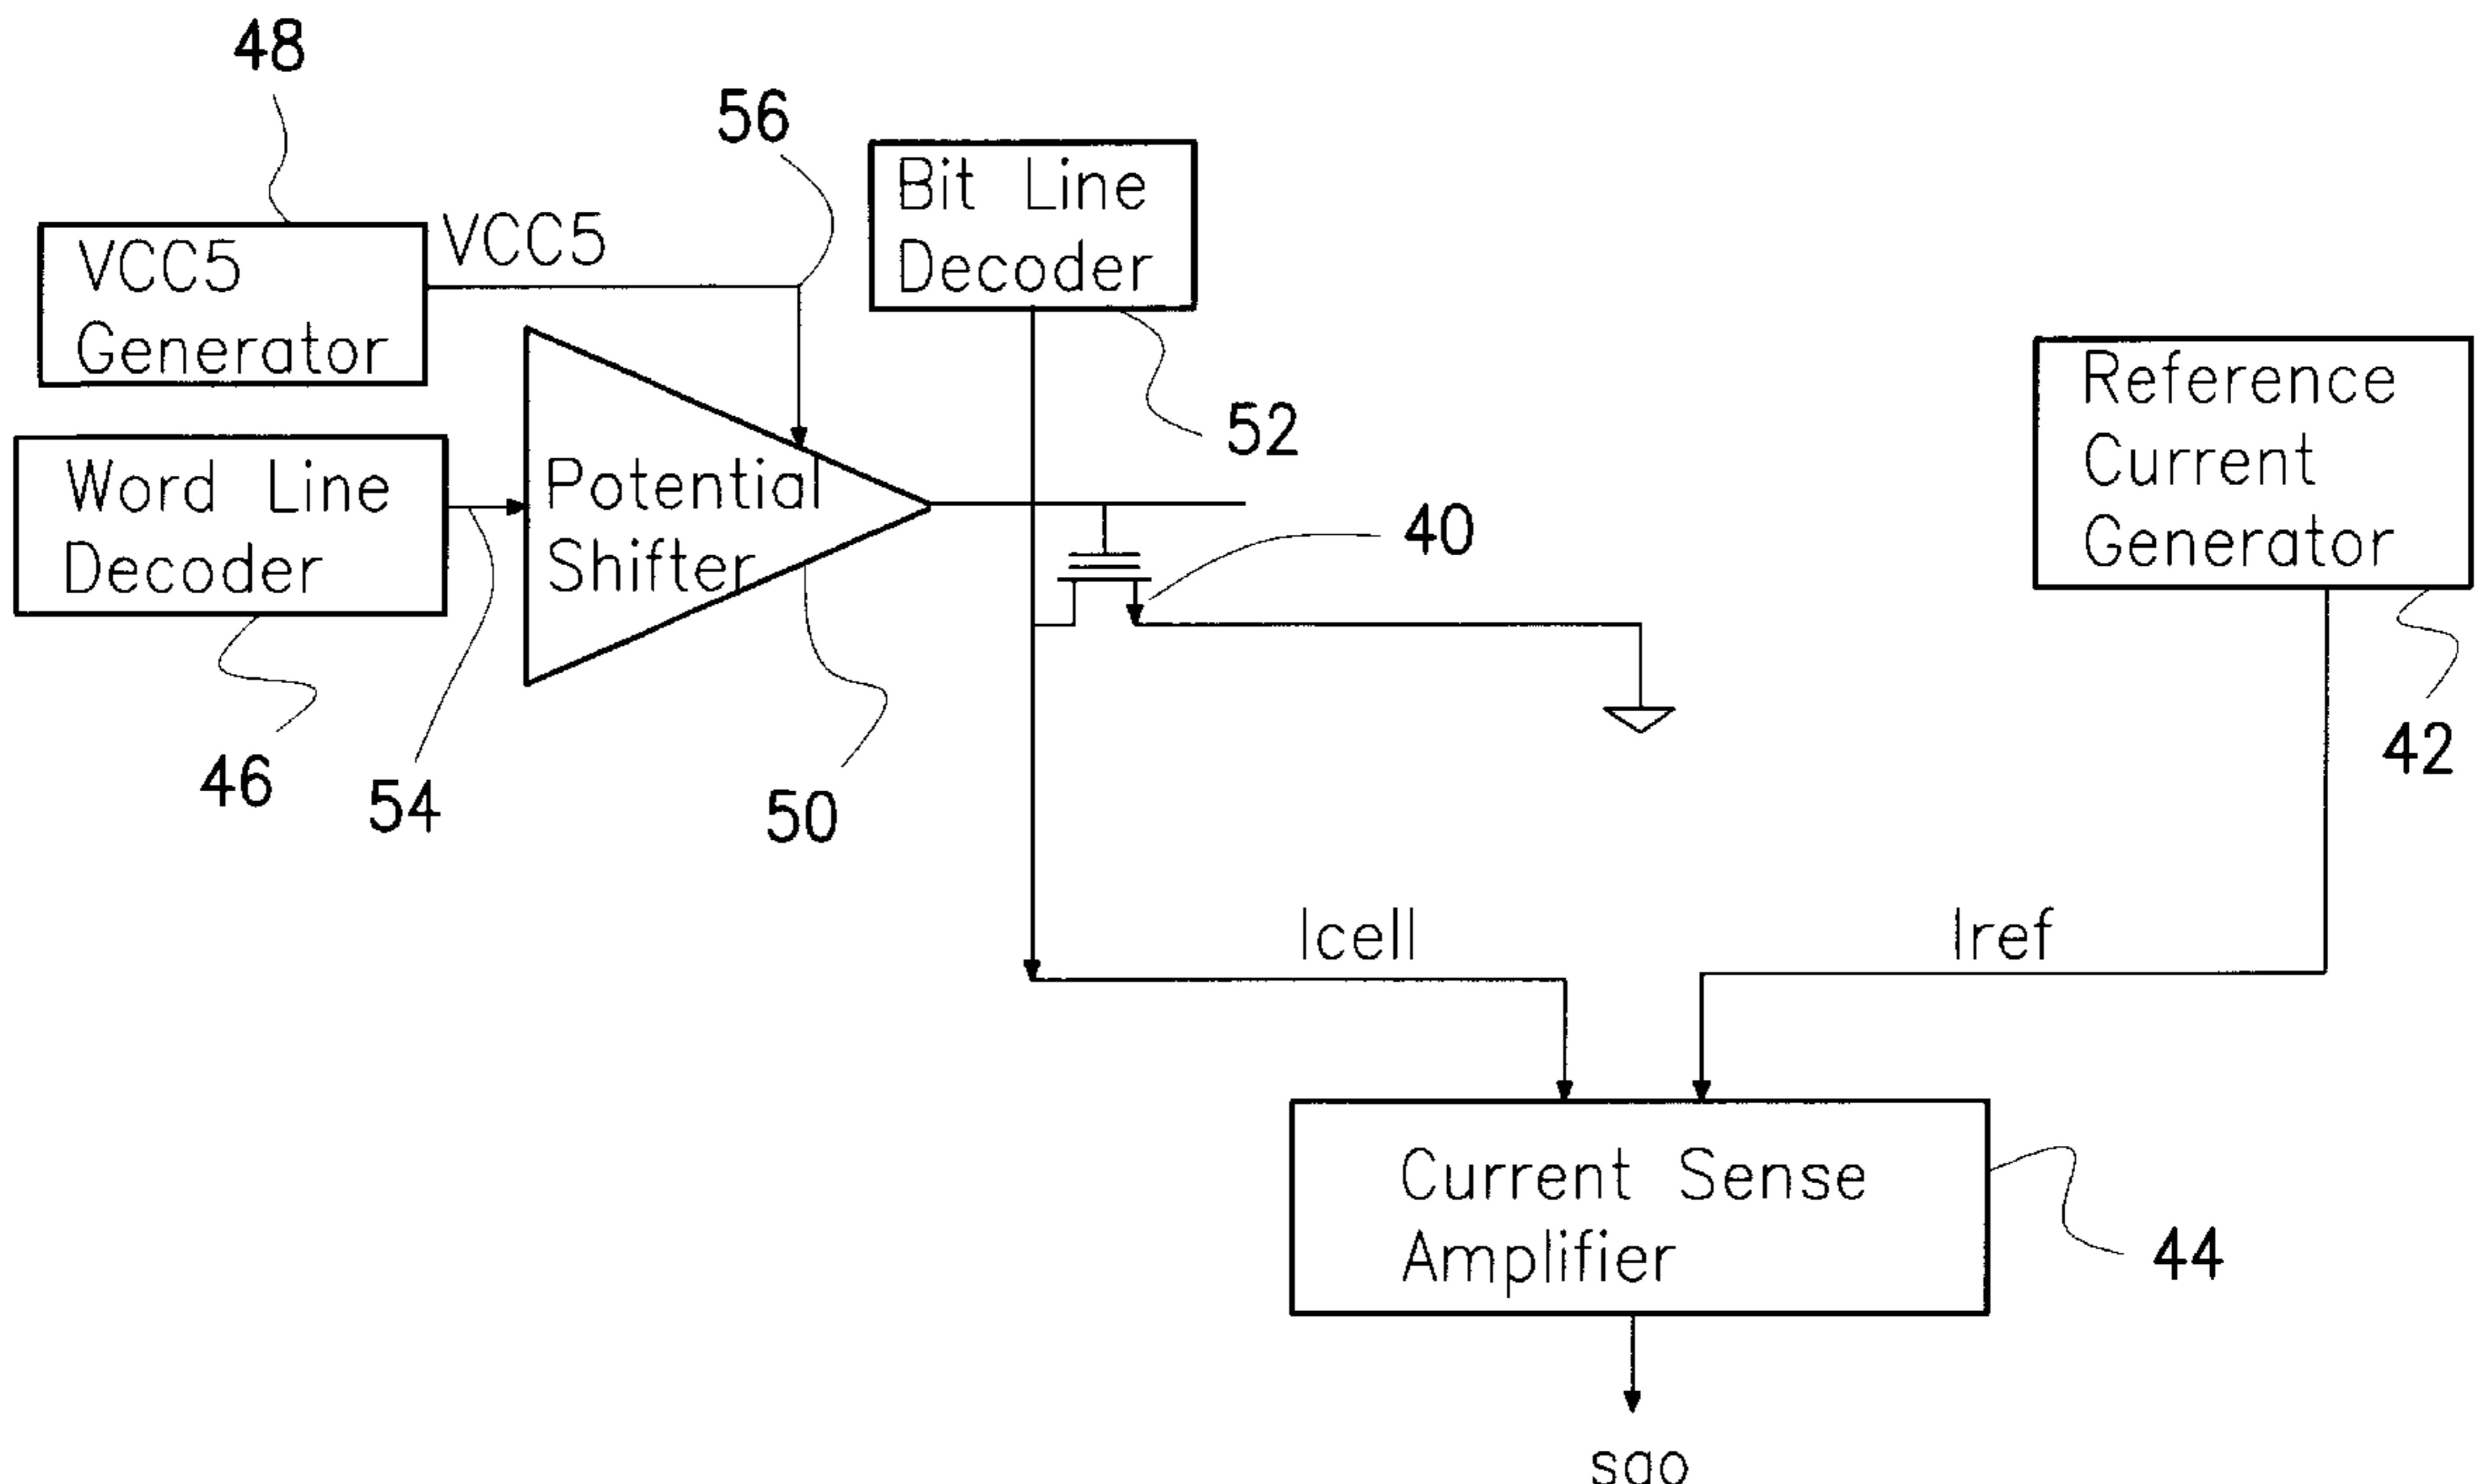 48
56
Bit Line
Decoder
VCC5
Generator
VCC5
52
Word Line
Decoder
Potential
Shifter
40
Reference
Current
Generator
46
54
50
42
Icell
Iref
Current Sense
Amplifier
44
sao